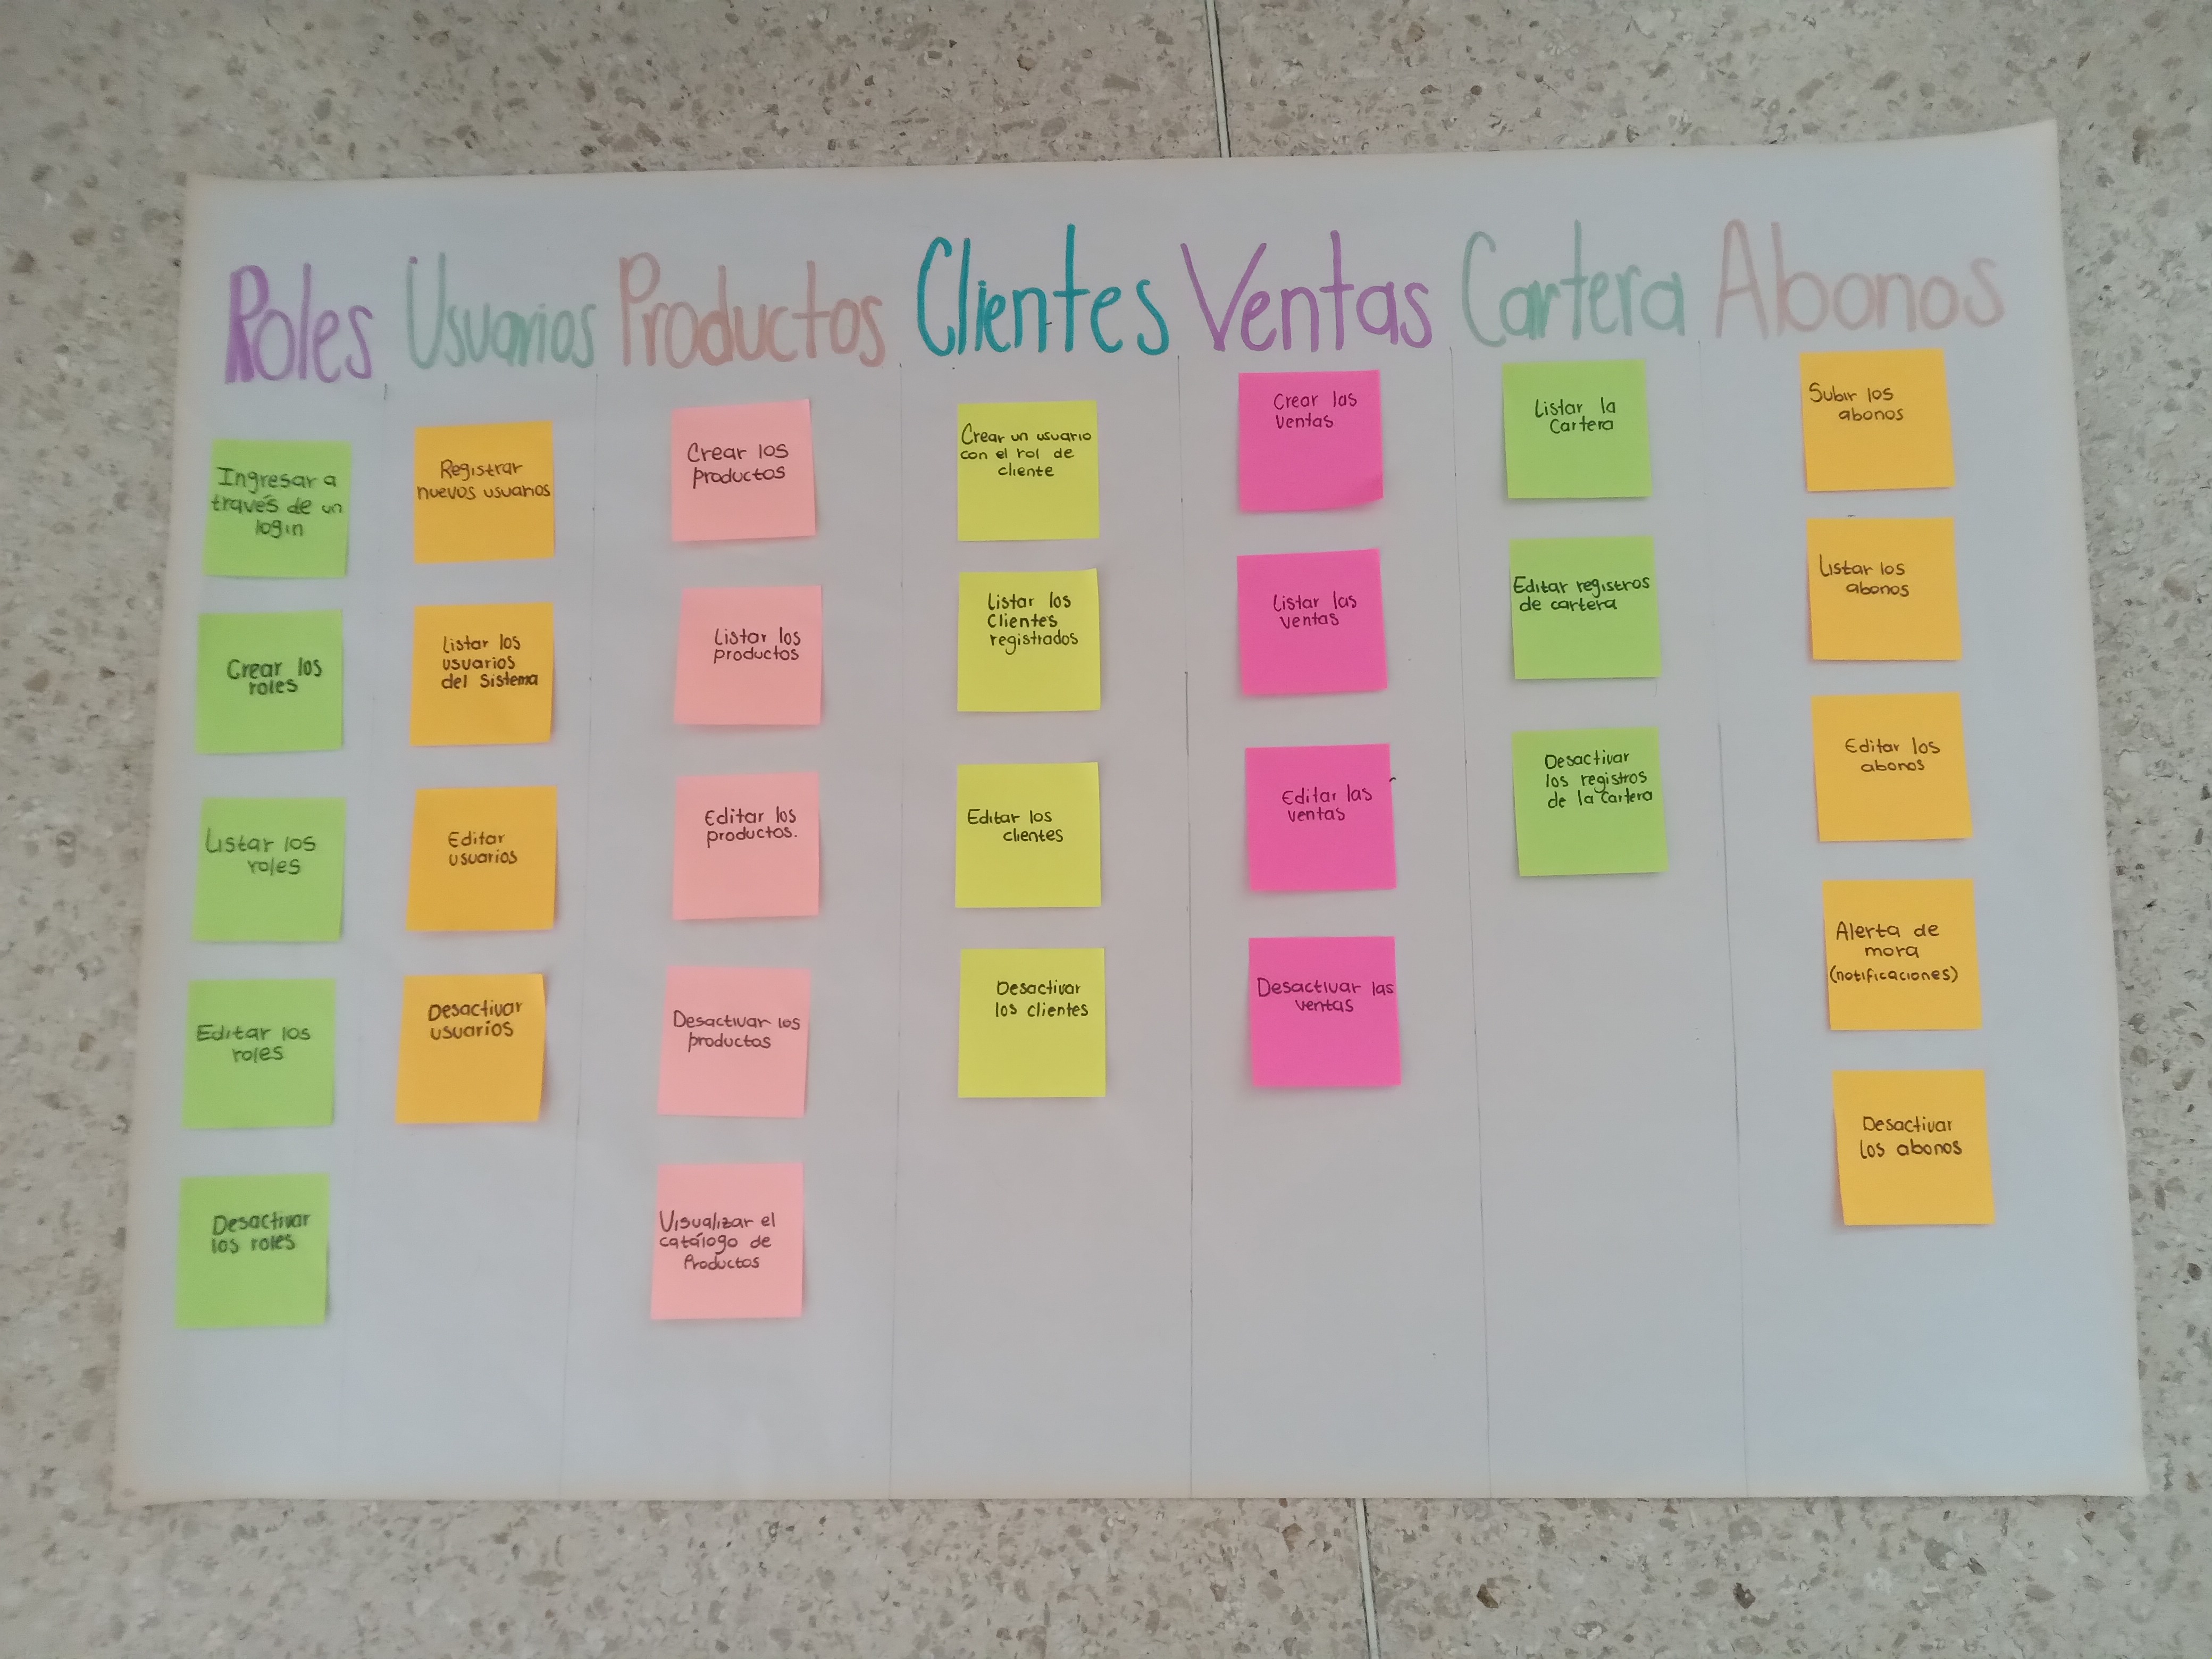 Roles Usuarios Productos Clientes Ventas Cartera Abonos
Ingresar a
través de un
login
Crear los
roles
Listar los
roles
Editar los
roles
Desactivar
los roles
Registrar
nuevos usuarios
Listar los
usuarios
del Sistema
Editar
usuarios
Desactivar
usuarios
Crear los
productos
Listar los
productos
Editar los
productos.
Desactivar los
productos
Visualizar el
catálogo de
Productos
Crear un usuario
con el rol de
cliente
Listar los
Clientes
registrados
Editar los
clientes
Desactivar
los clientes
Crear las
ventas
Listar las
ventas
Editar las
ventas
Desactivar las
ventas
Listar la
Cartera
Editar registros
de cartera
Desactivar
los registros
de la Cartera
Subir los
abonos
Listar los
abonos
Editar los
abonos
Alerta de
mora
(notificaciones)
Desactivar
los abonos